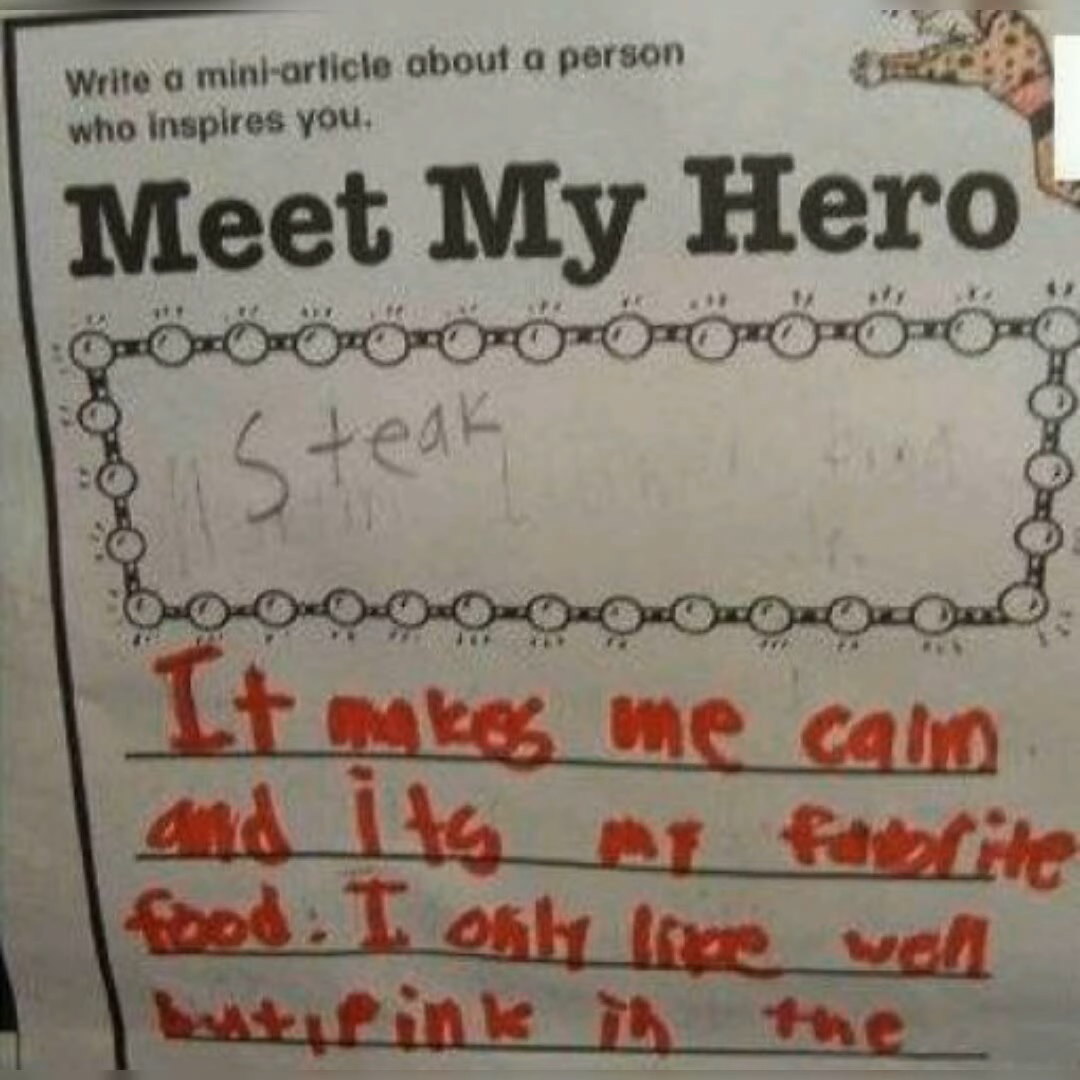 Write a mini-article about a person
who inspires you.
Meet My Hero
Steak
It makes me calm
and its my favorite
food. I only like well
but pink in the